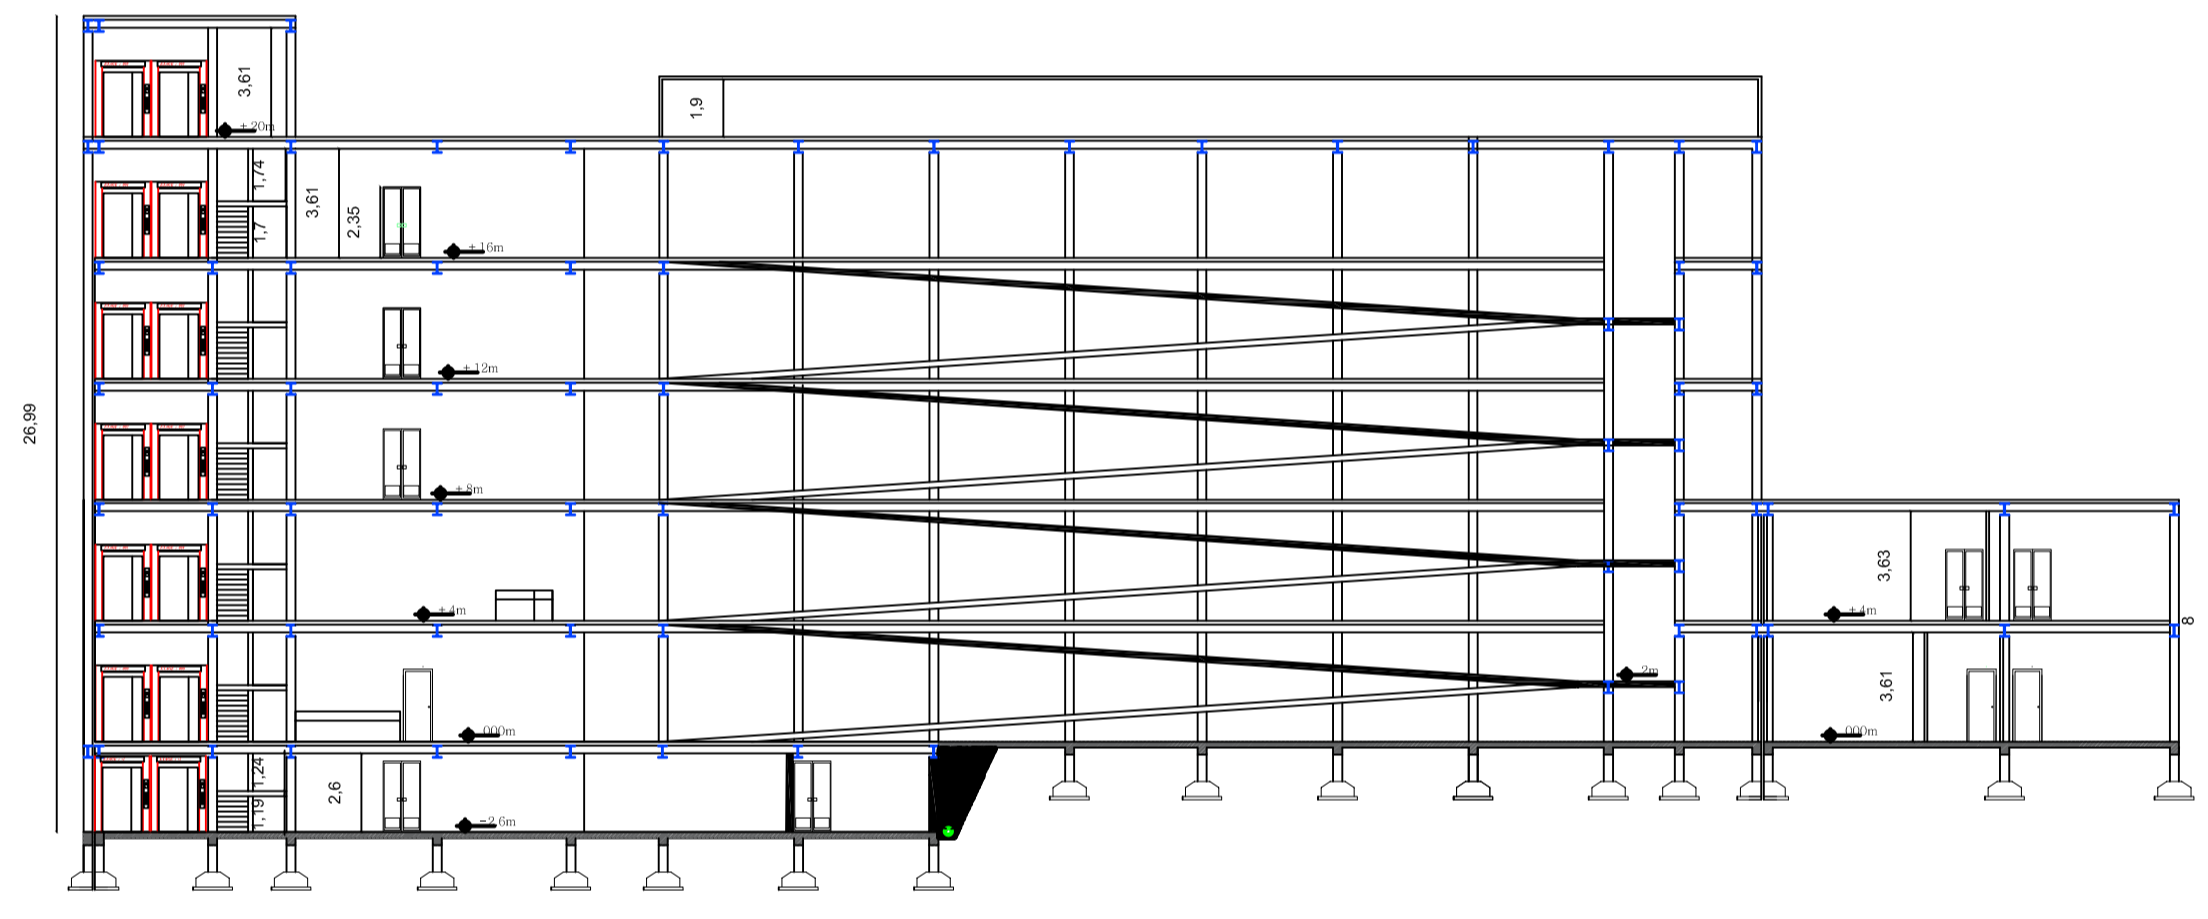 3,61
+20m
1,9
1,74
3,61
1,7
2,35
+16m
+12m
26,99
+8m
3,63
+4m
+4m
8
2m
3,61
000m
000m
1,24
2,6
1,19
-2.6m